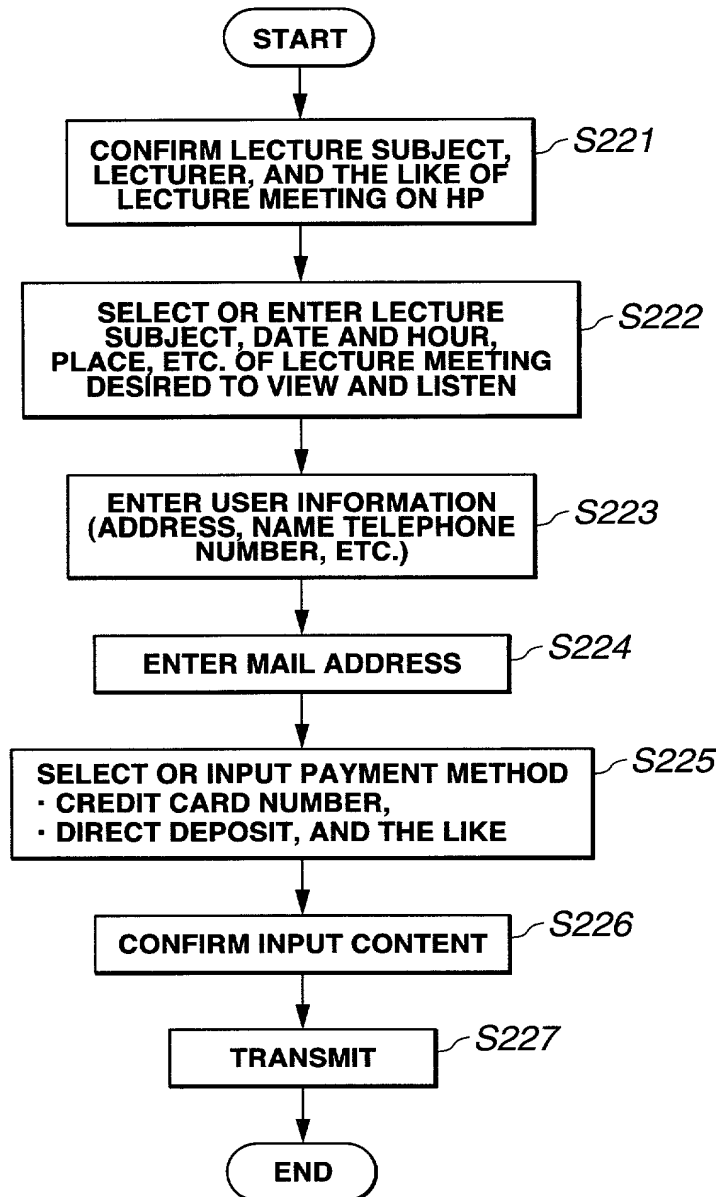 START
CONFIRM LECTURE SUBJECT,
LECTURER, AND THE LIKE OF
LECTURE MEETING ON HP
S221
SELECT OR ENTER LECTURE
SUBJECT, DATE AND HOUR,
PLACE, ETC. OF LECTURE MEETING
DESIRED TO VIEW AND LISTEN
S222
ENTER USER INFORMATION
(ADDRESS, NAME TELEPHONE
NUMBER, ETC.)
S223
ENTER MAIL ADDRESS
S224
SELECT OR INPUT PAYMENT METHOD
· CREDIT CARD NUMBER,
· DIRECT DEPOSIT, AND THE LIKE
S225
CONFIRM INPUT CONTENT
S226
TRANSMIT
S227
END